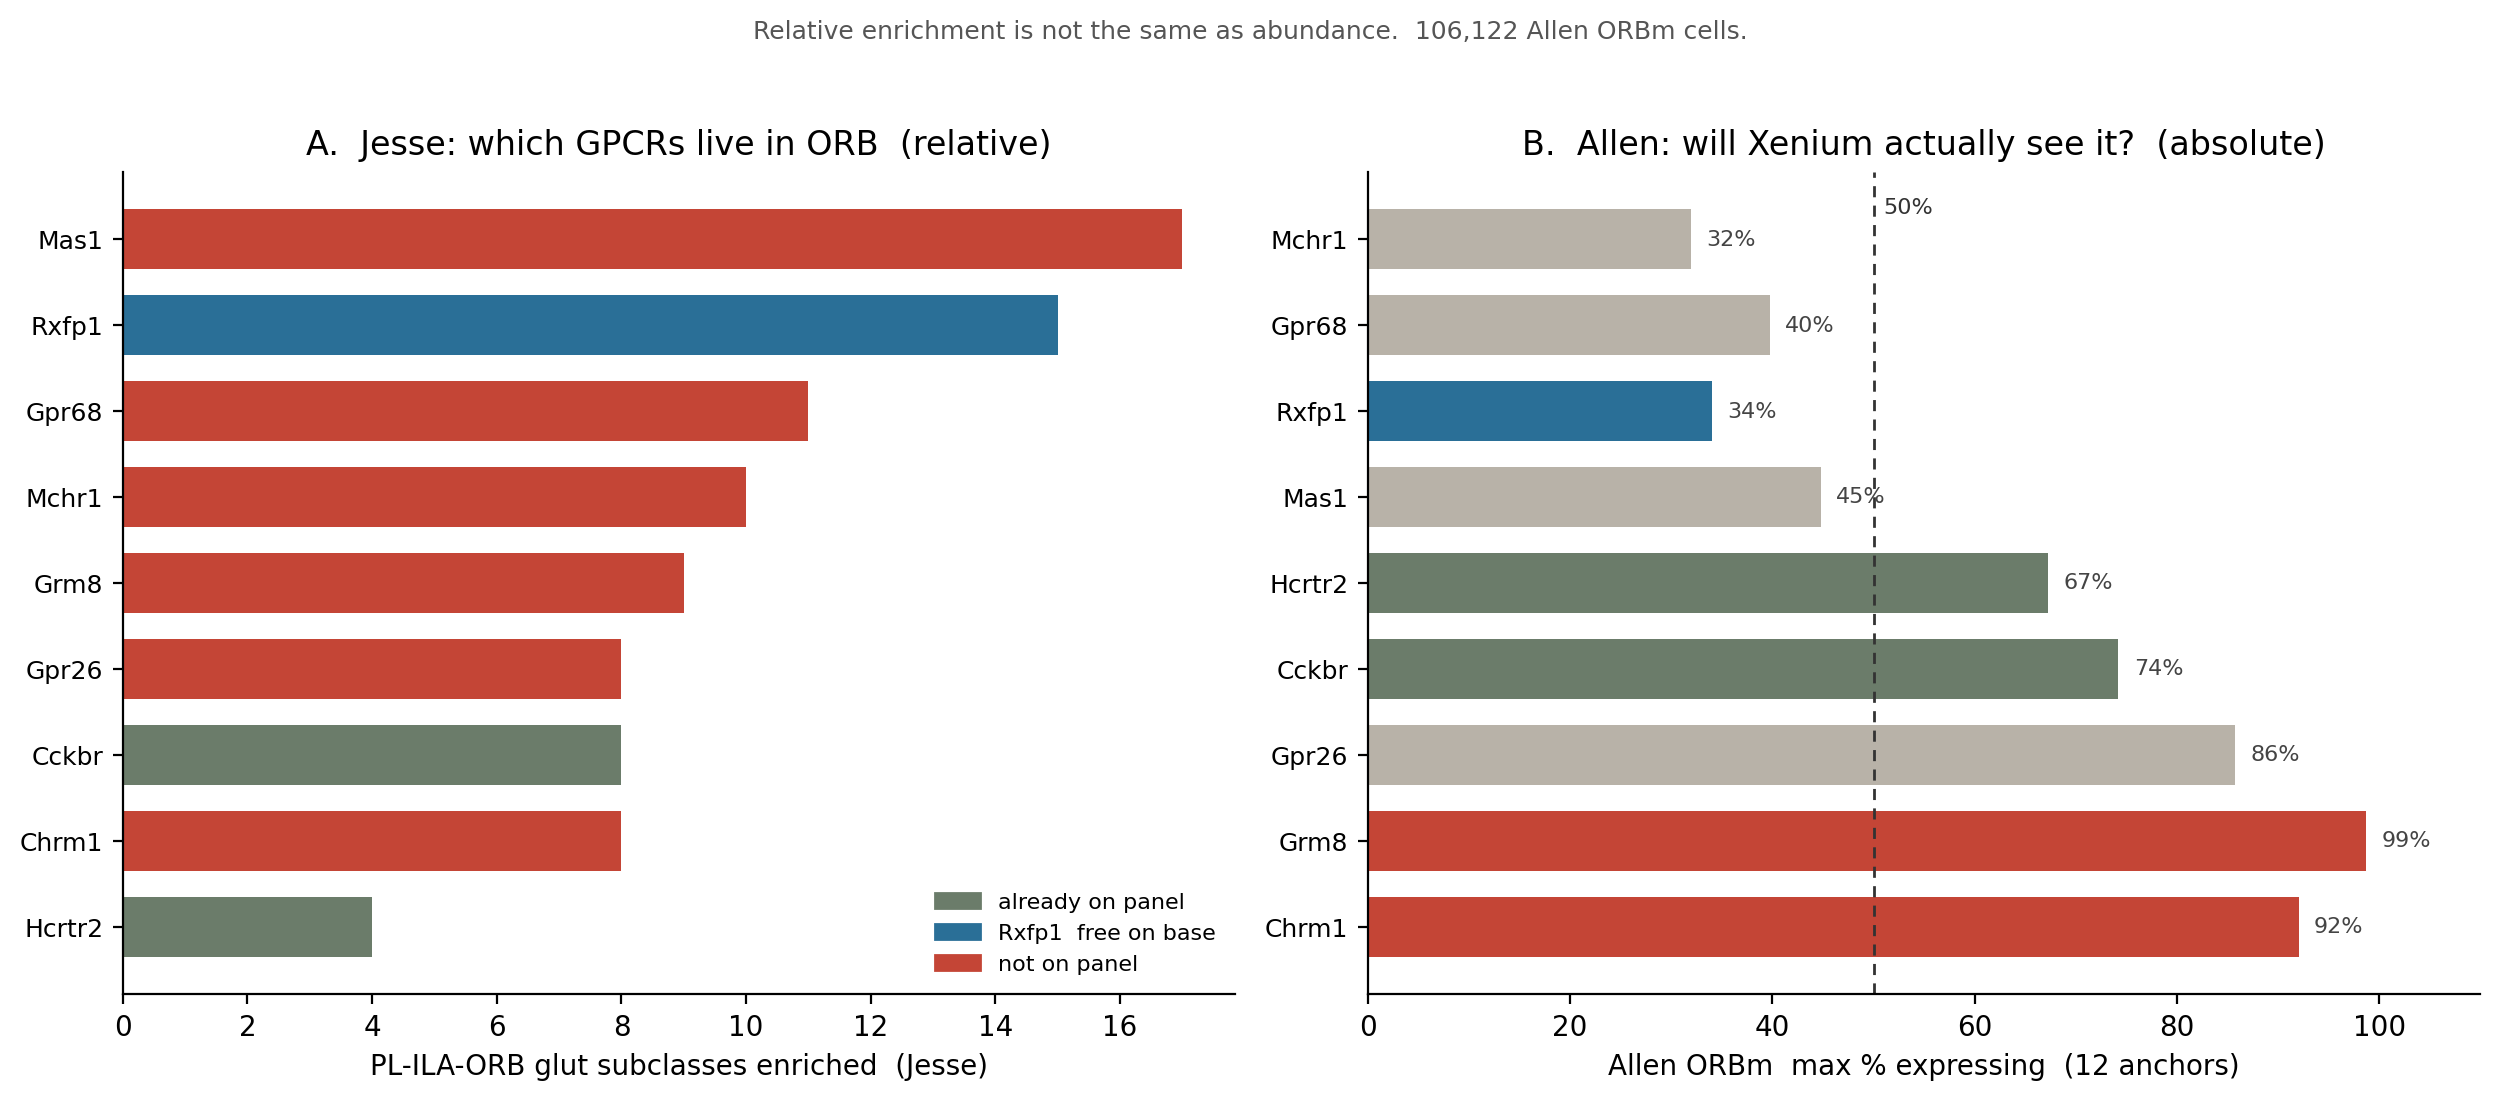 Relative enrichment is not the same as abundance.  106,122 Allen ORBm cells.
A.  Jesse: which GPCRs live in ORB  (relative)
Mas1
Rxfp1
Gpr68
Mchr1
Grm8
Gpr26
Cckbr
Chrm1
Hcrtr2
already on panel
Rxfp1  free on base
not on panel
0 2 4 6 8 10 12 14 16
PL-ILA-ORB glut subclasses enriched  (Jesse)
B.  Allen: will Xenium actually see it?  (absolute)
50%
Mchr1 32%
Gpr68 40%
Rxfp1 34%
Mas1 45%
Hcrtr2 67%
Cckbr 74%
Gpr26 86%
Grm8 99%
Chrm1 92%
0 20 40 60 80 100
Allen ORBm  max % expressing  (12 anchors)